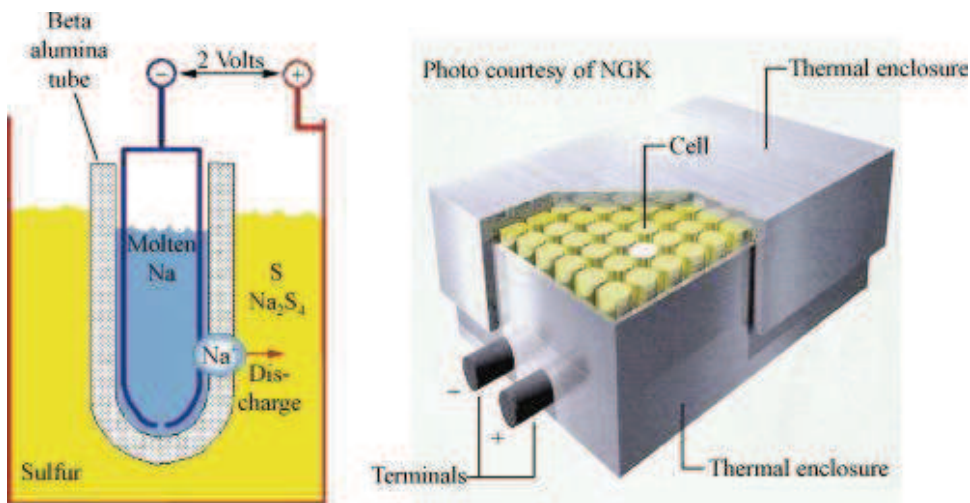 Beta
alumina
tube
−
2 Volts
+
Molten
Na
S
Na₂S₄
Na
Dis-
charge
Sulfur
Photo courtesy of NGK
Thermal enclosure
Cell
−
+
Terminals
Thermal enclosure